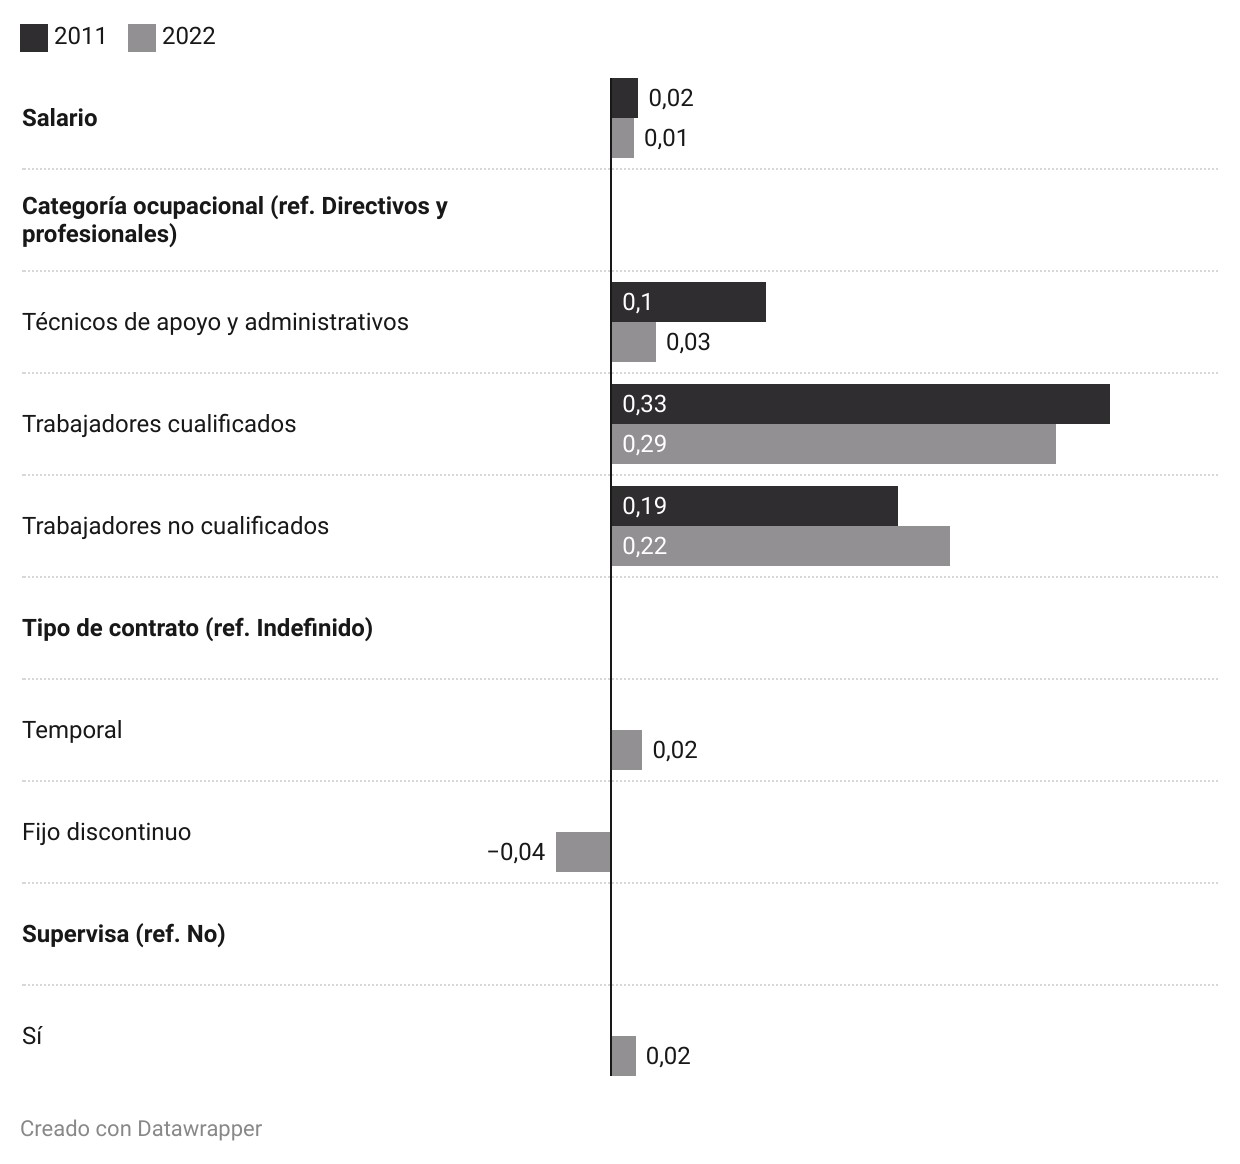 2011 2022
Salario
0,02
0,01
Categoría ocupacional (ref. Directivos y
profesionales)
Técnicos de apoyo y administrativos
0,1
0,03
Trabajadores cualificados
0,33
0,29
Trabajadores no cualificados
0,19
0,22
Tipo de contrato (ref. Indefinido)
Temporal
0,02
Fijo discontinuo
−0,04
Supervisa (ref. No)
Sí
0,02
Creado con Datawrapper